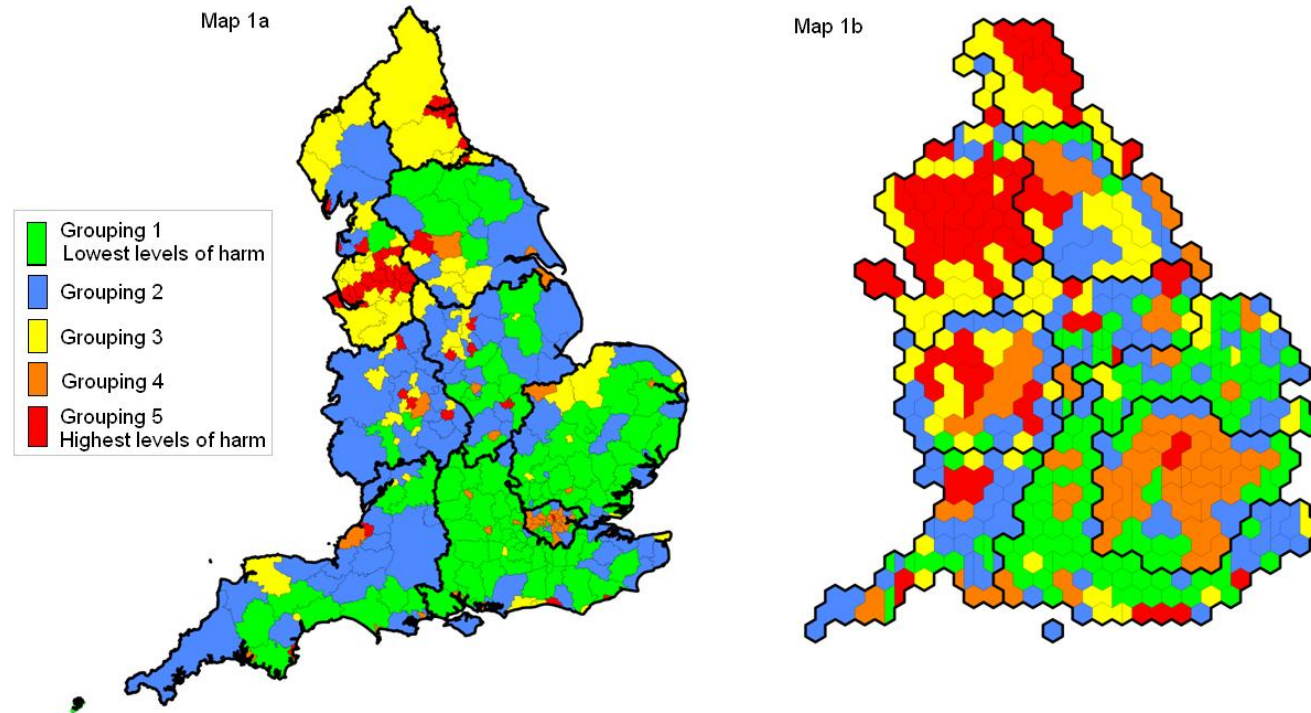 Map 1a
Map 1b
Grouping 1
Lowest levels of harm
Grouping 2
Grouping 3
Grouping 4
Grouping 5
Highest levels of harm